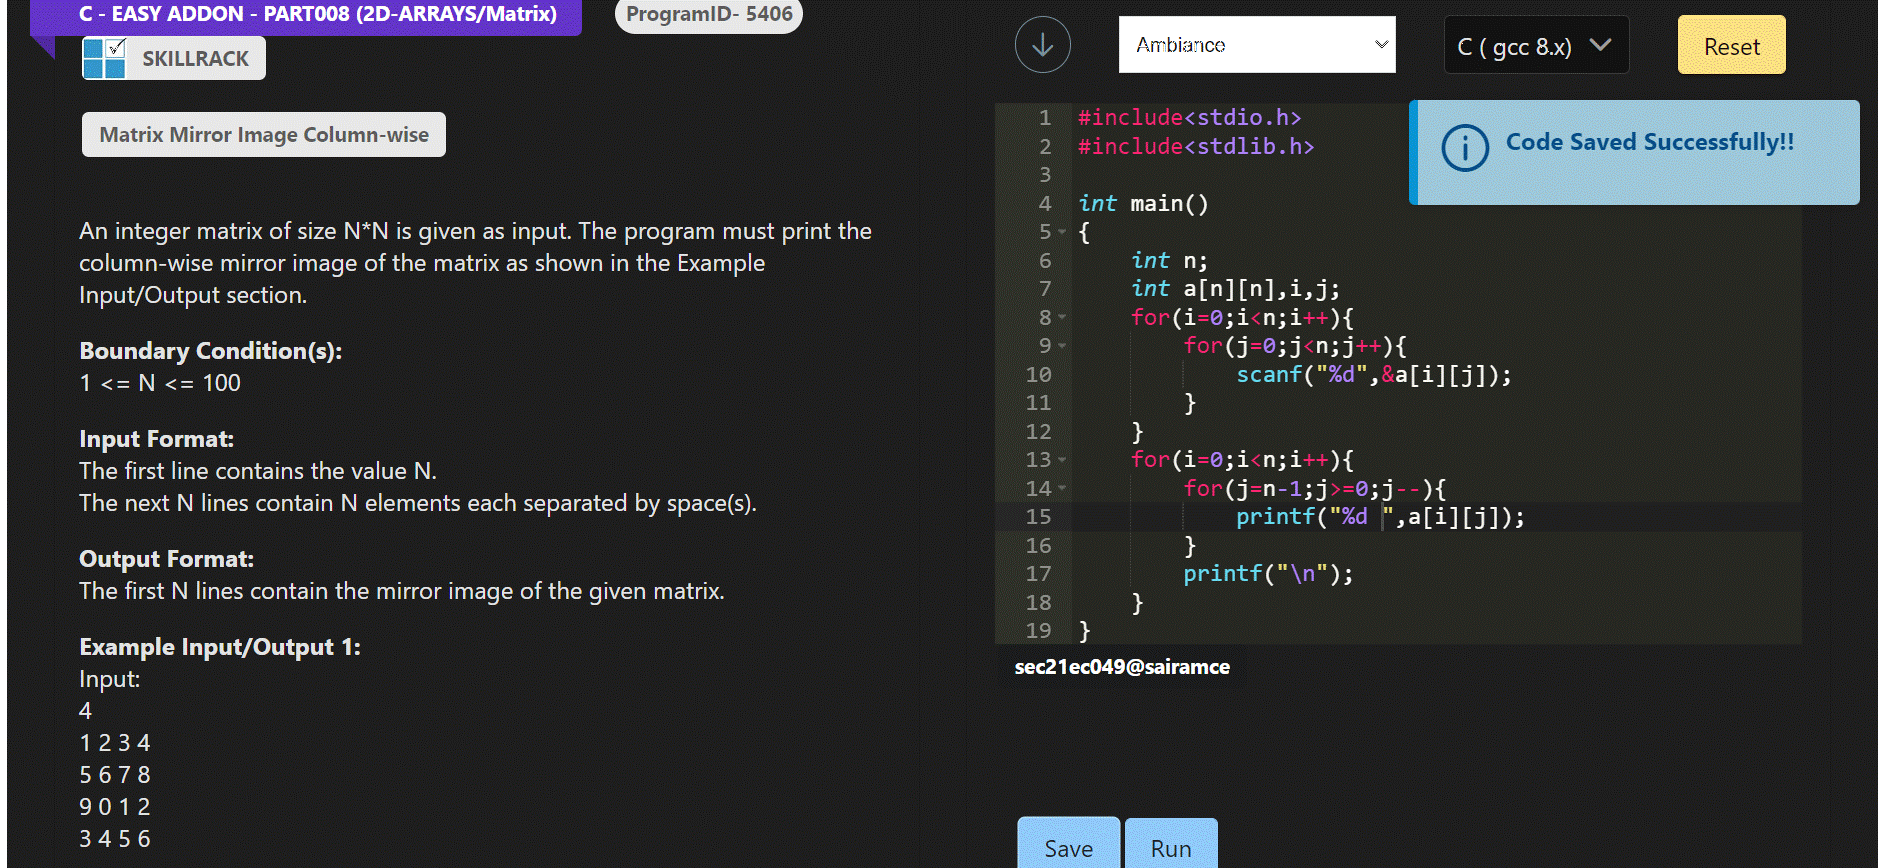 C - EASY ADDON - PART008 (2D-ARRAYS/Matrix)
ProgramID- 5406
SKILLRACK
Matrix Mirror Image Column-wise
An integer matrix of size N*N is given as input. The program must print the
column-wise mirror image of the matrix as shown in the Example
Input/Output section.
Boundary Condition(s):
1 <= N <= 100
Input Format:
The first line contains the value N.
The next N lines contain N elements each separated by space(s).
Output Format:
The first N lines contain the mirror image of the given matrix.
Example Input/Output 1:
Input:
4
1 2 3 4
5 6 7 8
9 0 1 2
3 4 5 6
Ambiance
C ( gcc 8.x)
Reset
Code Saved Successfully!!
1 #include<stdio.h>
2 #include<stdlib.h>
3
4 int main()
5 {
6     int n;
7     int a[n][n],i,j;
8     for(i=0;i<n;i++){
9         for(j=0;j<n;j++){
10             scanf("%d",&a[i][j]);
11         }
12     }
13     for(i=0;i<n;i++){
14         for(j=n-1;j>=0;j--){
15             printf("%d ",a[i][j]);
16         }
17         printf("\n");
18     }
19 }
sec21ec049@sairamce
Save
Run